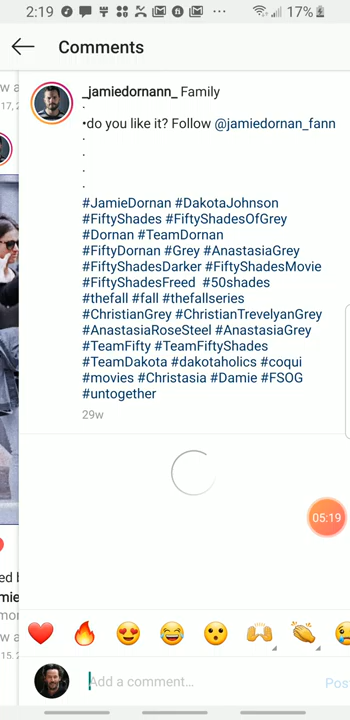 2:19
17%
Comments
_jamiedornann_ Family
.
•do you like it? Follow @jamiedornan_fann
.
.
.
.
#JamieDornan #DakotaJohnson
#FiftyShades #FiftyShadesOfGrey
#Dornan #TeamDornan
#FiftyDornan #Grey #AnastasiaGrey
#FiftyShadesDarker #FiftyShadesMovie
#FiftyShadesFreed #50shades
#thefall #fall #thefallseries
#ChristianGrey #ChristianTrevelyanGrey
#AnastasiaRoseSteel #AnastasiaGrey
#TeamFifty #TeamFiftyShades
#TeamDakota #dakotaholics #coqui
#movies #Christasia #Damie #FSOG
#untogether
29w
05:19
Add a comment...
Pos